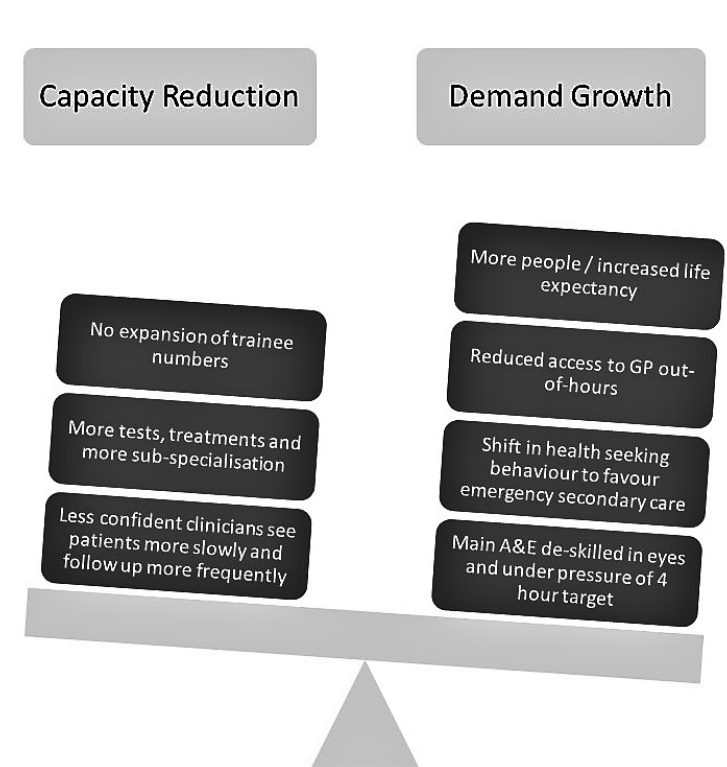 Capacity Reduction
Demand Growth
No expansion of trainee
numbers
More tests, treatments and
more sub-specialisation
Less confident clinicians see
patients more slowly and
follow up more frequently
More people / increased life
expectancy
Reduced access to GP out-
of-hours
Shift in health seeking
behaviour to favour
emergency secondary care
Main A&E de-skilled in eyes
and under pressure of 4
hour target